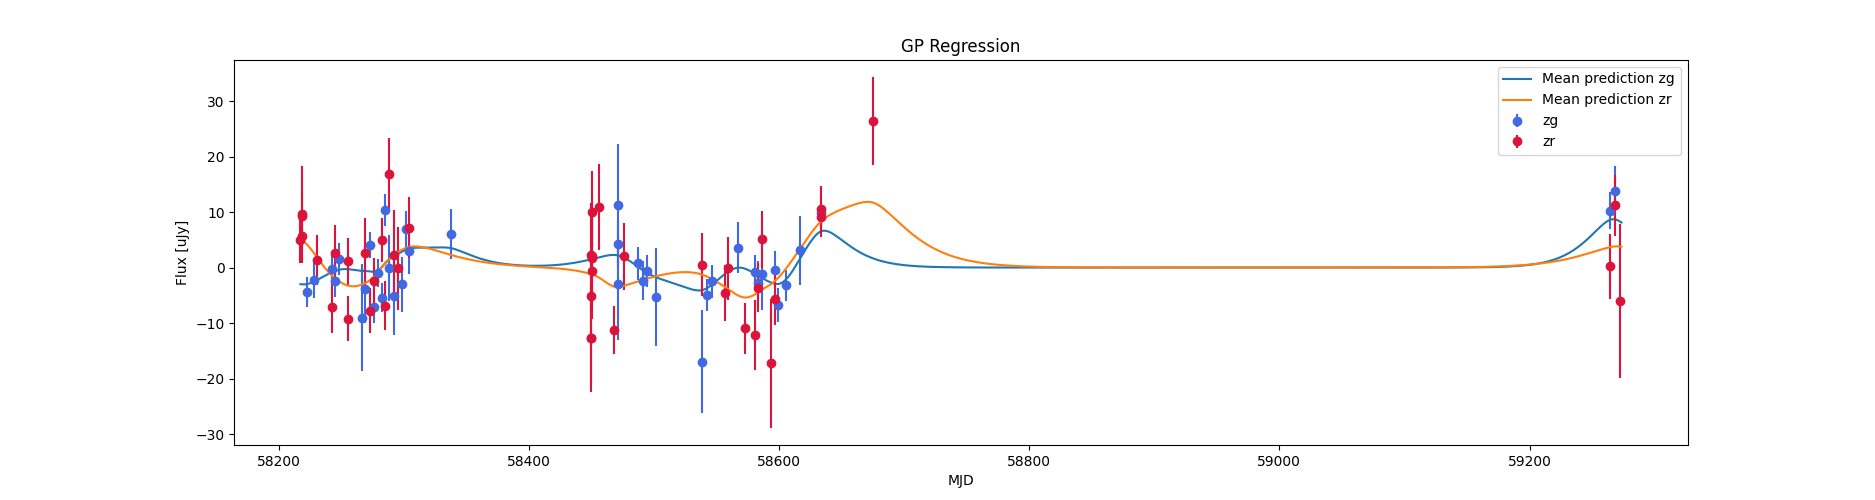 GP Regression
Mean prediction zg
Mean prediction zr
zg
zr
Flux [uJy]
30
20
10
0
−10
−20
−30
58200
58400
58600
58800
59000
59200
MJD